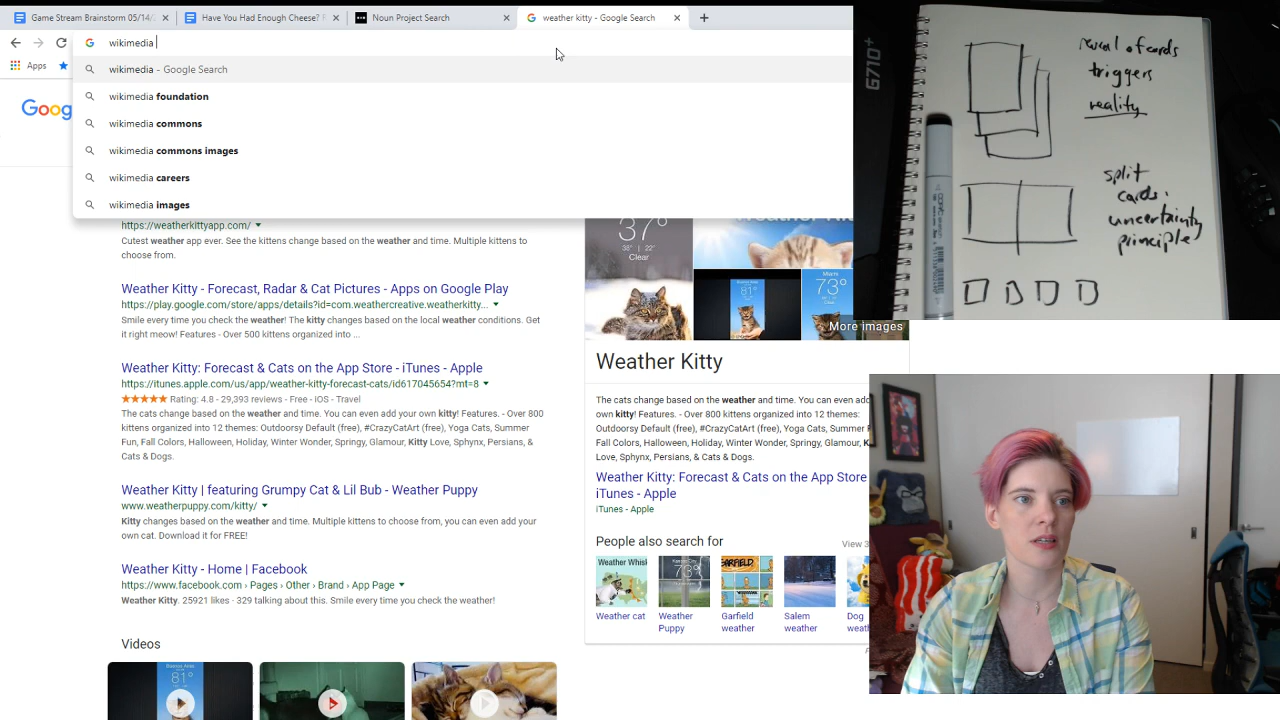 Game Stream Brainstorm 05/14/
Have You Had Enough Cheese?
Noun Project Search
weather kitty - Google Search
wikimedia
Apps
wikimedia - Google Search
wikimedia foundation
wikimedia commons
wikimedia commons images
wikimedia careers
wikimedia images
Goog
https://weatherkittyapp.com/
Cutest weather app ever. See the kittens change based on the weather and time. Multiple kittens to
choose from.
Weather Kitty - Forecast, Radar & Cat Pictures - Apps on Google Play
https://play.google.com/store/apps/details?id=com.weathercreative.weatherkitty...
Smile every time you check the weather! The kitty changes based on the local weather conditions. Get
it right meow! Features - Over 500 kittens organized into ...
Weather Kitty: Forecast & Cats on the App Store - iTunes - Apple
https://itunes.apple.com/us/app/weather-kitty-forecast-cats/id617045654?mt=8
Rating: 4.8 - 29,393 reviews - Free - iOS - Travel
The cats change based on the weather and time. You can even add your own kitty! Features. - Over 800
kittens organized into 12 themes: Outdoorsy Default (free), #CrazyCatArt (free), Yoga Cats, Summer
Fun, Fall Colors, Halloween, Holiday, Winter Wonder, Springy, Glamour, Kitty Love, Sphynx, Persians, &
Cats & Dogs.
Weather Kitty | featuring Grumpy Cat & Lil Bub - Weather Puppy
www.weatherpuppy.com/kitty/
Kitty changes based on the weather and time. Multiple kittens to choose from, you can even add your
own cat. Download it for FREE!
Weather Kitty - Home | Facebook
https://www.facebook.com › Pages › Other › Brand › App Page
Weather Kitty. 25921 likes · 329 talking about this. Smile every time you check the weather!
Videos
37°
38° | 22°
Clear
81°
Miami
73°
Clear
More images
Weather Kitty
The cats change based on the weather and time. You can even add
own kitty! Features. - Over 800 kittens organized into 12 themes:
Outdoorsy Default (free), #CrazyCatArt (free), Yoga Cats, Summer F
Fall Colors, Halloween, Holiday, Winter Wonder, Springy, Glamour, K
Love, Sphynx, Persians, & Cats & Dogs.
Weather Kitty: Forecast & Cats on the App Store
iTunes - Apple
iTunes - Apple
People also search for
View 3
GARFIELD
73°
Weather cat
Weather
Puppy
Garfield
weather
Salem
weather
Dog
weath
81°
G710+
reveal of cards
triggers
reality
split
cards:
uncertainty
principle
COPIC